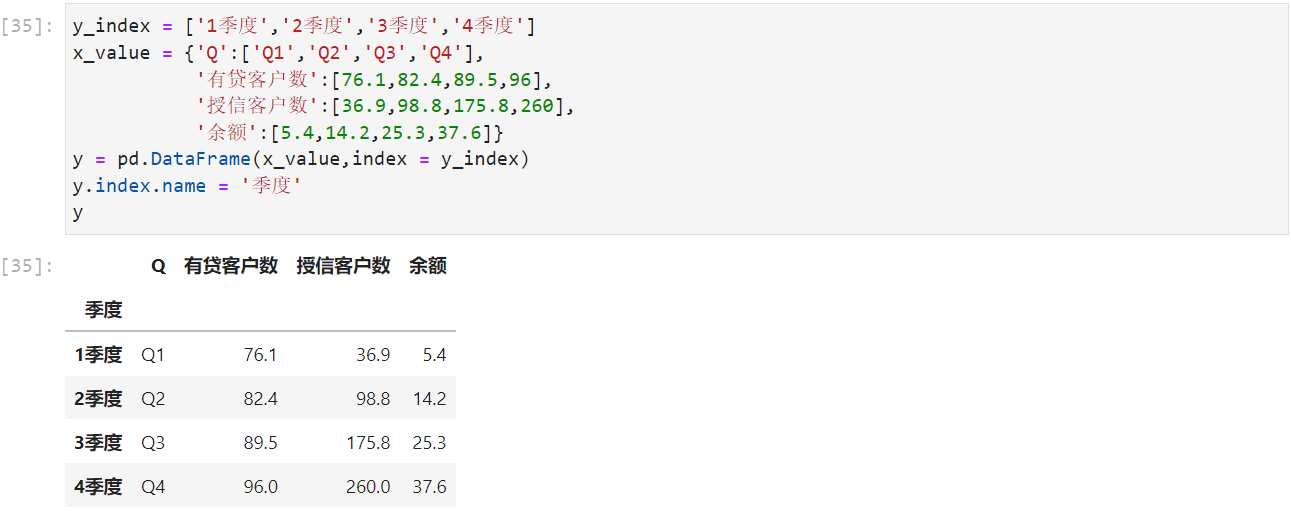 [35]: y_index = ['1季度','2季度','3季度','4季度']
x_value = {'Q':['Q1','Q2','Q3','Q4'],
'有贷客户数':[76.1,82.4,89.5,96],
'授信客户数':[36.9,98.8,175.8,260],
'余额':[5.4,14.2,25.3,37.6]}
y = pd.DataFrame(x_value,index = y_index)
y.index.name = '季度'
y
[35]: Q 有贷客户数 授信客户数 余额
季度
1季度 Q1 76.1 36.9 5.4
2季度 Q2 82.4 98.8 14.2
3季度 Q3 89.5 175.8 25.3
4季度 Q4 96.0 260.0 37.6